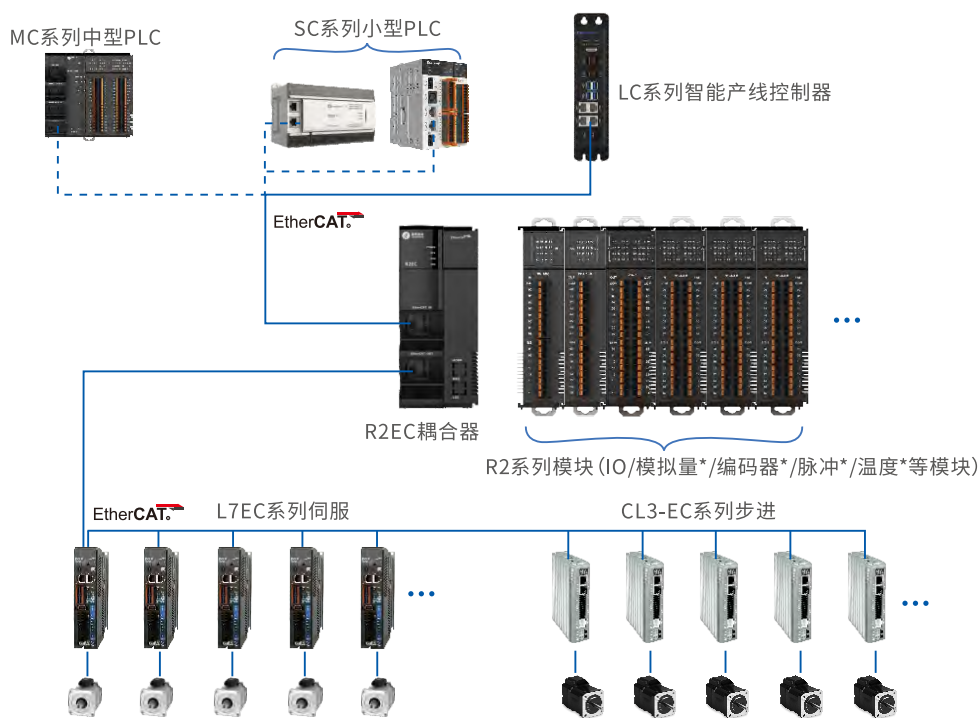 MC系列中型PLC
SC系列小型PLC
LC系列智能产线控制器
EtherCAT
R2EC
R2EC耦合器
R2系列模块(IO/模拟量*/编码器*/脉冲*/温度*等模块)
EtherCAT
L7EC系列伺服
CL3-EC系列步进